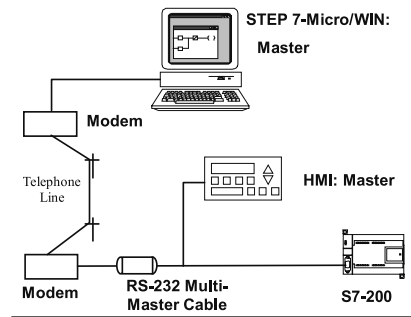 STEP 7-Micro/WIN:
Master
Modem
Telephone
Line
HMI: Master
Modem
RS-232 Multi-
Master Cable
S7-200